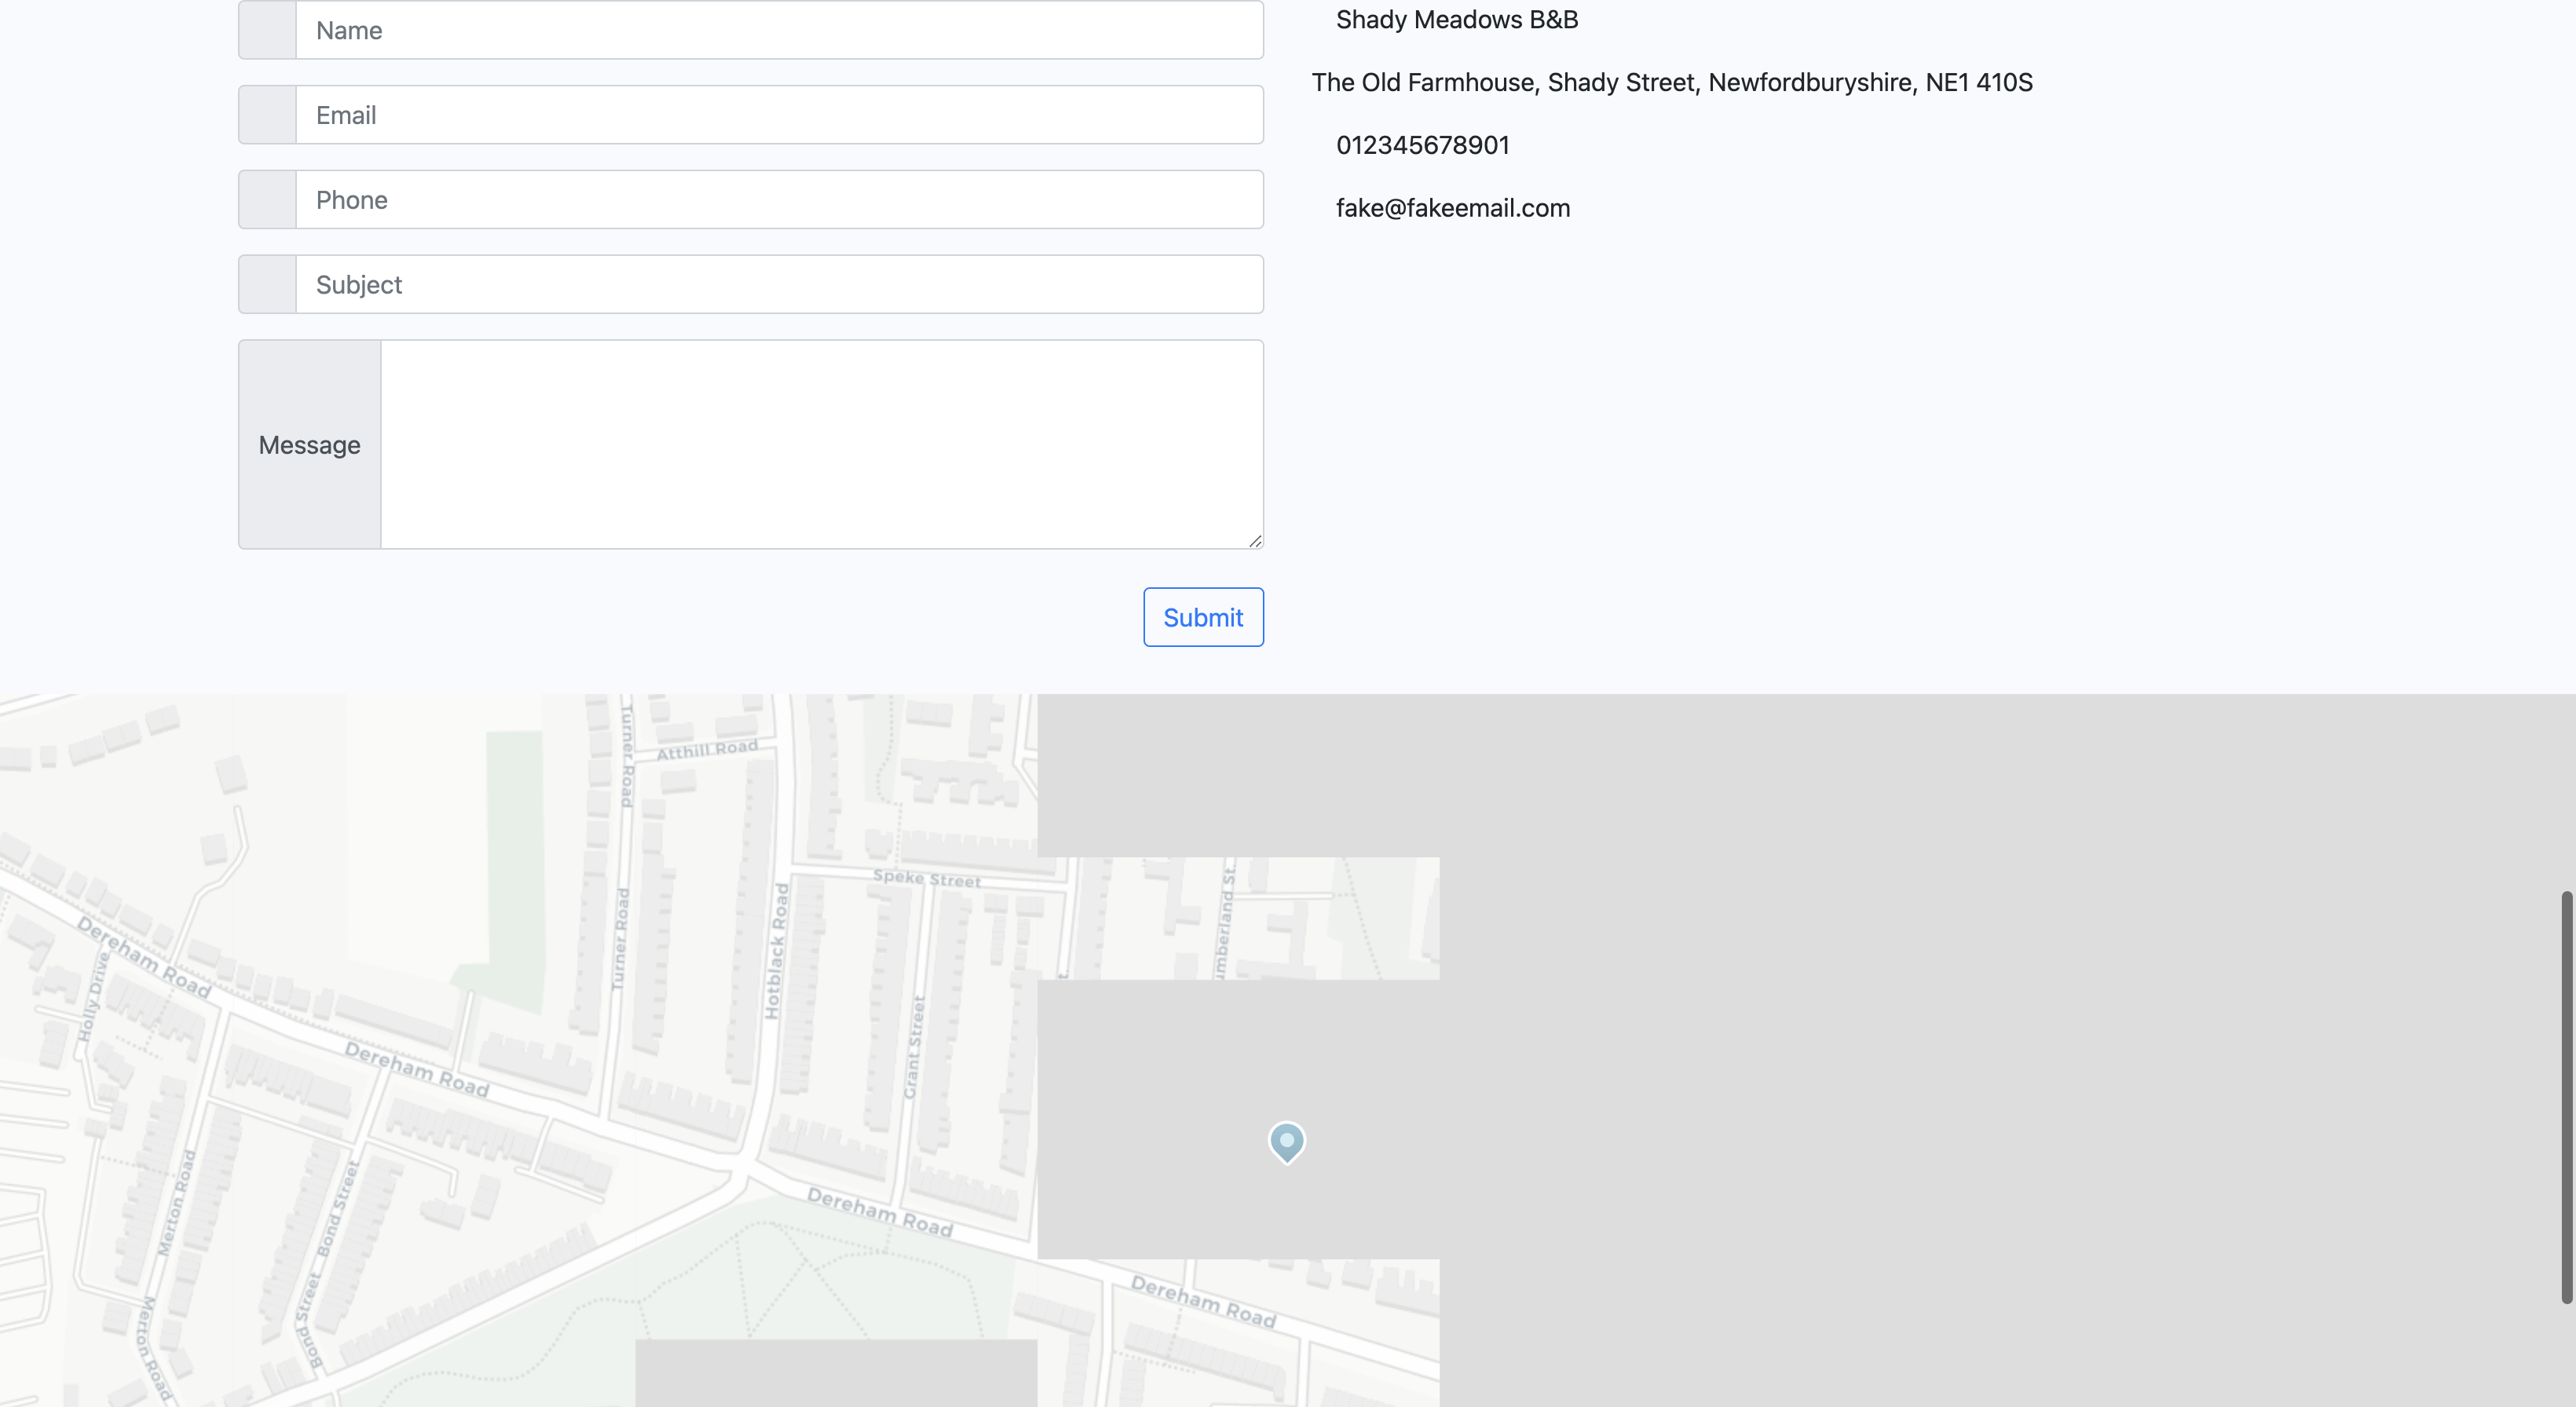 Name
Email
Phone
Subject
Message
Submit
Shady Meadows B&B
The Old Farmhouse, Shady Street, Newfordburyshire, NE1 410S
012345678901
fake@fakeemail.com
Turner Road
Atthill Road
Speke Street
Turner Road
Hotblack Road
umberland St.
Dereham Road
Holly Drive
Grant Street
Dereham Road
Merton Road
Bond Street
Dereham Road
Bond Street
Merton Road
Dereham Road